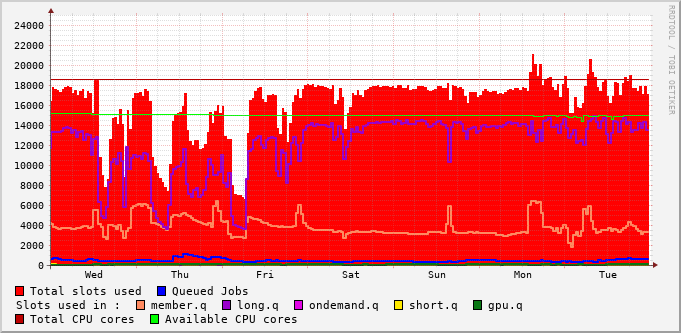 24000
22000
20000
18000
16000
14000
12000
10000
8000
6000
4000
2000
0
Wed Thu Fri Sat Sun Mon Tue
RRDTOOL / TOBI OETIKER
Total slots used Queued Jobs
Slots used in : member.q long.q ondemand.q short.q gpu.q
Total CPU cores Available CPU cores